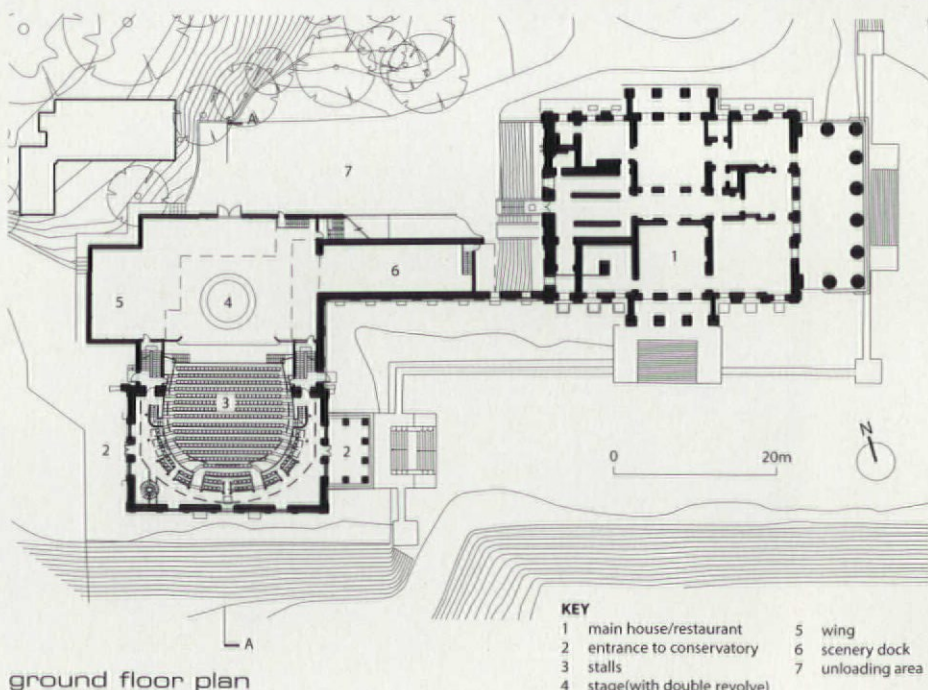 A
7
6
1
5
4
3
2
2
N
0 20m
A
KEY
1 main house/restaurant
2 entrance to conservatory
3 stalls
4 stage(with double revolve)
5 wing
6 scenery dock
7 unloading area
ground floor plan